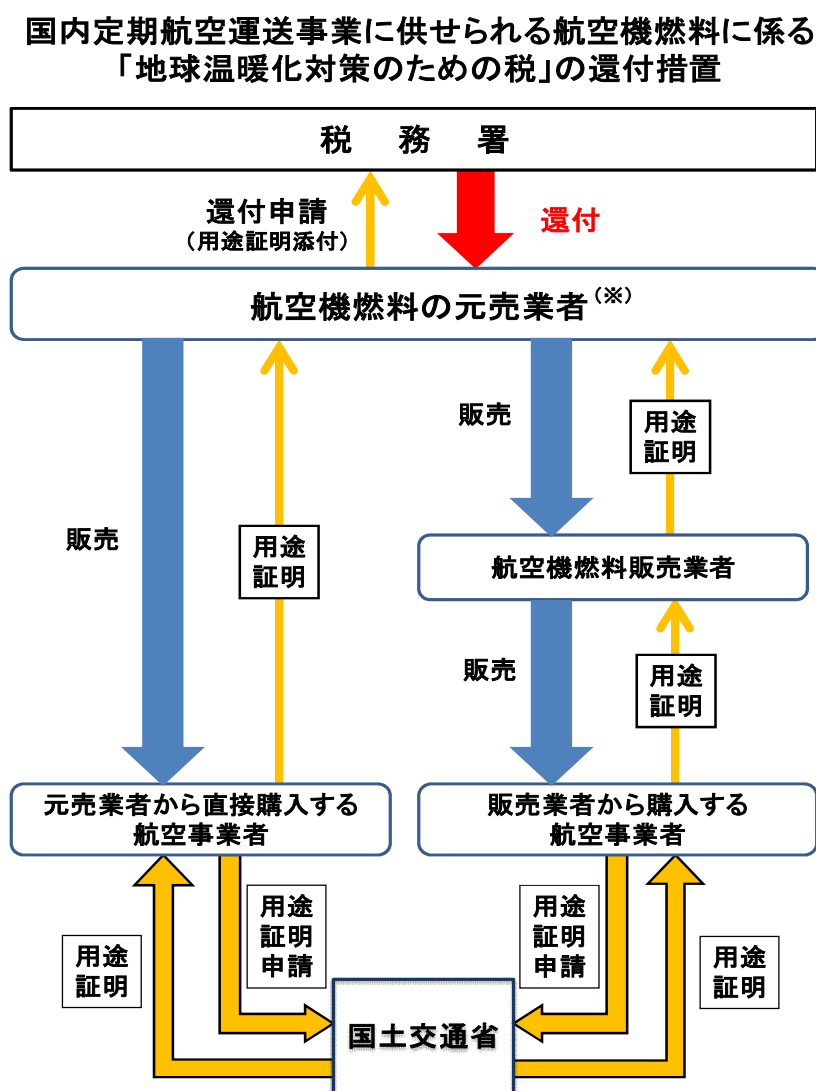 国内定期航空運送事業に供せられる航空機燃料に係る
「地球温暖化対策のための税」の還付措置
税　務　署
還付申請
（用途証明添付）
還付
航空機燃料の元売業者(※)
販売
用途
証明
販売
用途
証明
航空機燃料販売業者
販売
用途
証明
元売業者から直接購入する
航空事業者
販売業者から購入する
航空事業者
用途
証明
用途
証明
申請
用途
証明
申請
用途
証明
国土交通省